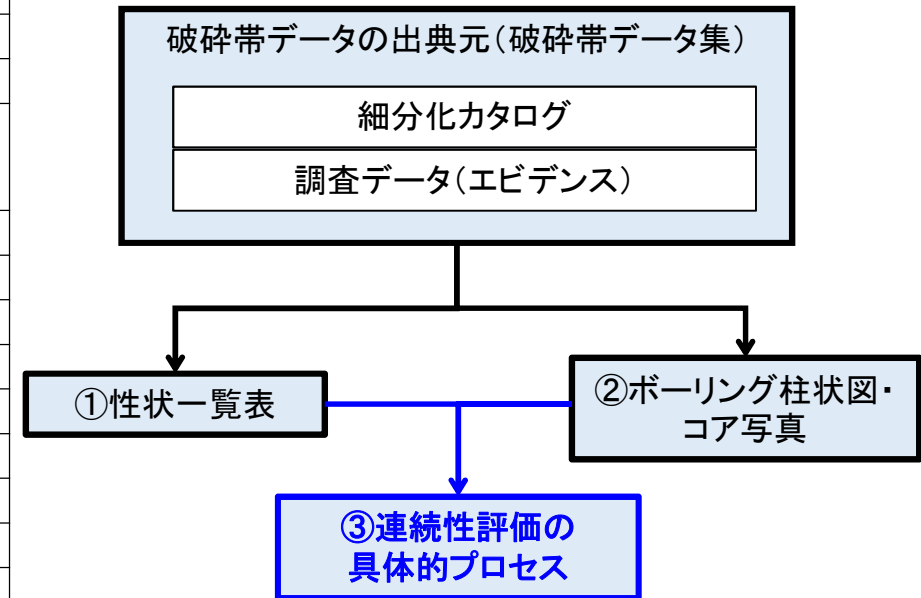 破砕帯データの出典元(破砕帯データ集)
細分化カタログ
調査データ(エビデンス)
①性状一覧表
②ボーリング柱状図・
コア写真
③連続性評価の
具体的プロセス